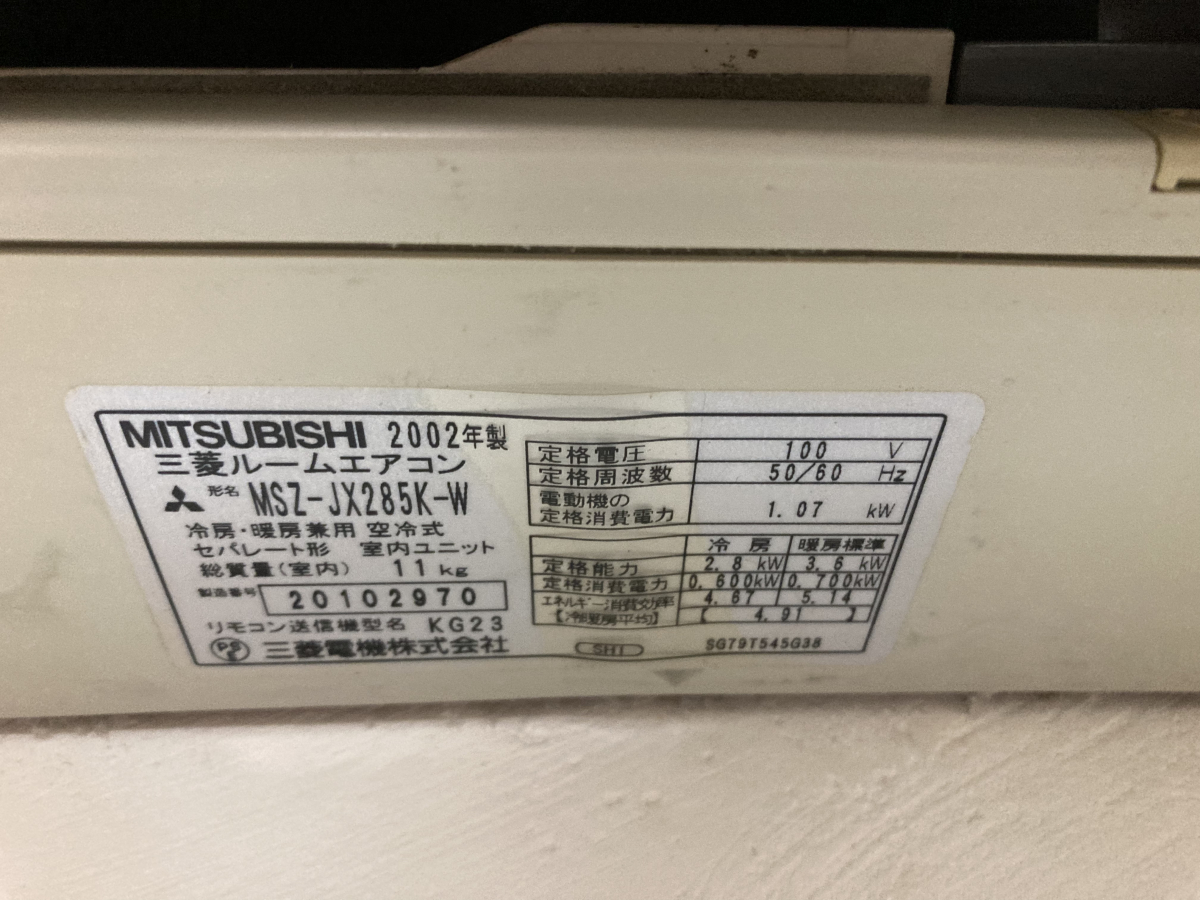 MITSUBISHI 2002年製
三菱ルームエアコン
形名 MSZ-JX285K-W
冷房・暖房兼用 空冷式
セパレート形 室内ユニット
総質量(室内) 11kg
製造番号 20102970
リモコン送信機型名 KG23
PSE 三菱電機株式会社
定格電圧 100 V
定格周波数 50/60 Hz
電動機の
定格消費電力 1.07 kW
冷房 暖房標準
定格能力 2.8 kW 3.6 kW
定格消費電力 0.600kW 0.700kW
エネルギー消費効率 4.67 5.14
【冷暖房平均】 【 4.91 】
SHI SG79T545G38